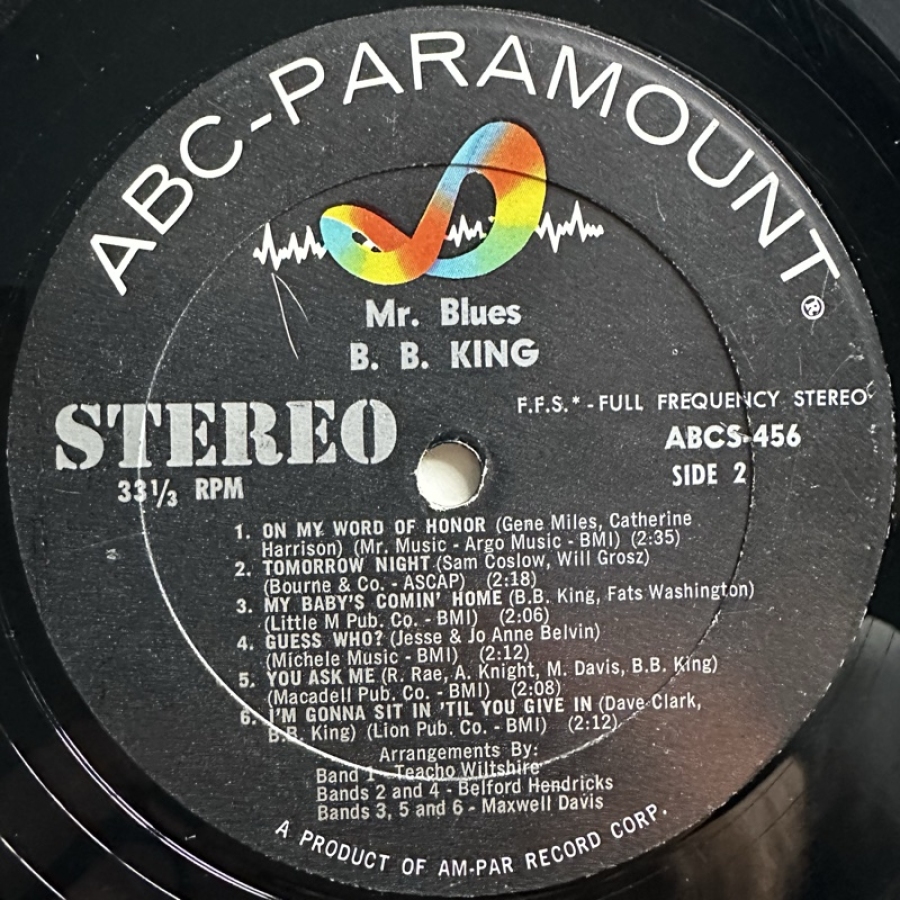 ABC-PARAMOUNT®
Mr. Blues
B. B. KING
STEREO
33 1/3 RPM
F.F.S.* - FULL FREQUENCY STEREO
ABCS-456
SIDE 2
1. ON MY WORD OF HONOR (Gene Miles, Catherine
Harrison) (Mr. Music - Argo Music - BMI) (2:35)
2. TOMORROW NIGHT (Sam Coslow, Will Grosz)
(Bourne & Co. - ASCAP) (2:18)
3. MY BABY'S COMIN' HOME (B.B. King, Fats Washington)
(Little M Pub. Co. - BMI) (2:06)
4. GUESS WHO? (Jesse & Jo Anne Belvin)
(Michele Music - BMI) (2:12)
5. YOU ASK ME (R. Rae, A. Knight, M. Davis, B.B. King)
(Macadell Pub. Co. - BMI) (2:08)
6. I'M GONNA SIT IN 'TIL YOU GIVE IN (Dave Clark,
B.B. King) (Lion Pub. Co. - BMI) (2:12)
Arrangements By:
Band 1 - Teacho Wiltshire
Bands 2 and 4 - Belford Hendricks
Bands 3, 5 and 6 - Maxwell Davis
A PRODUCT OF AM-PAR RECORD CORP.